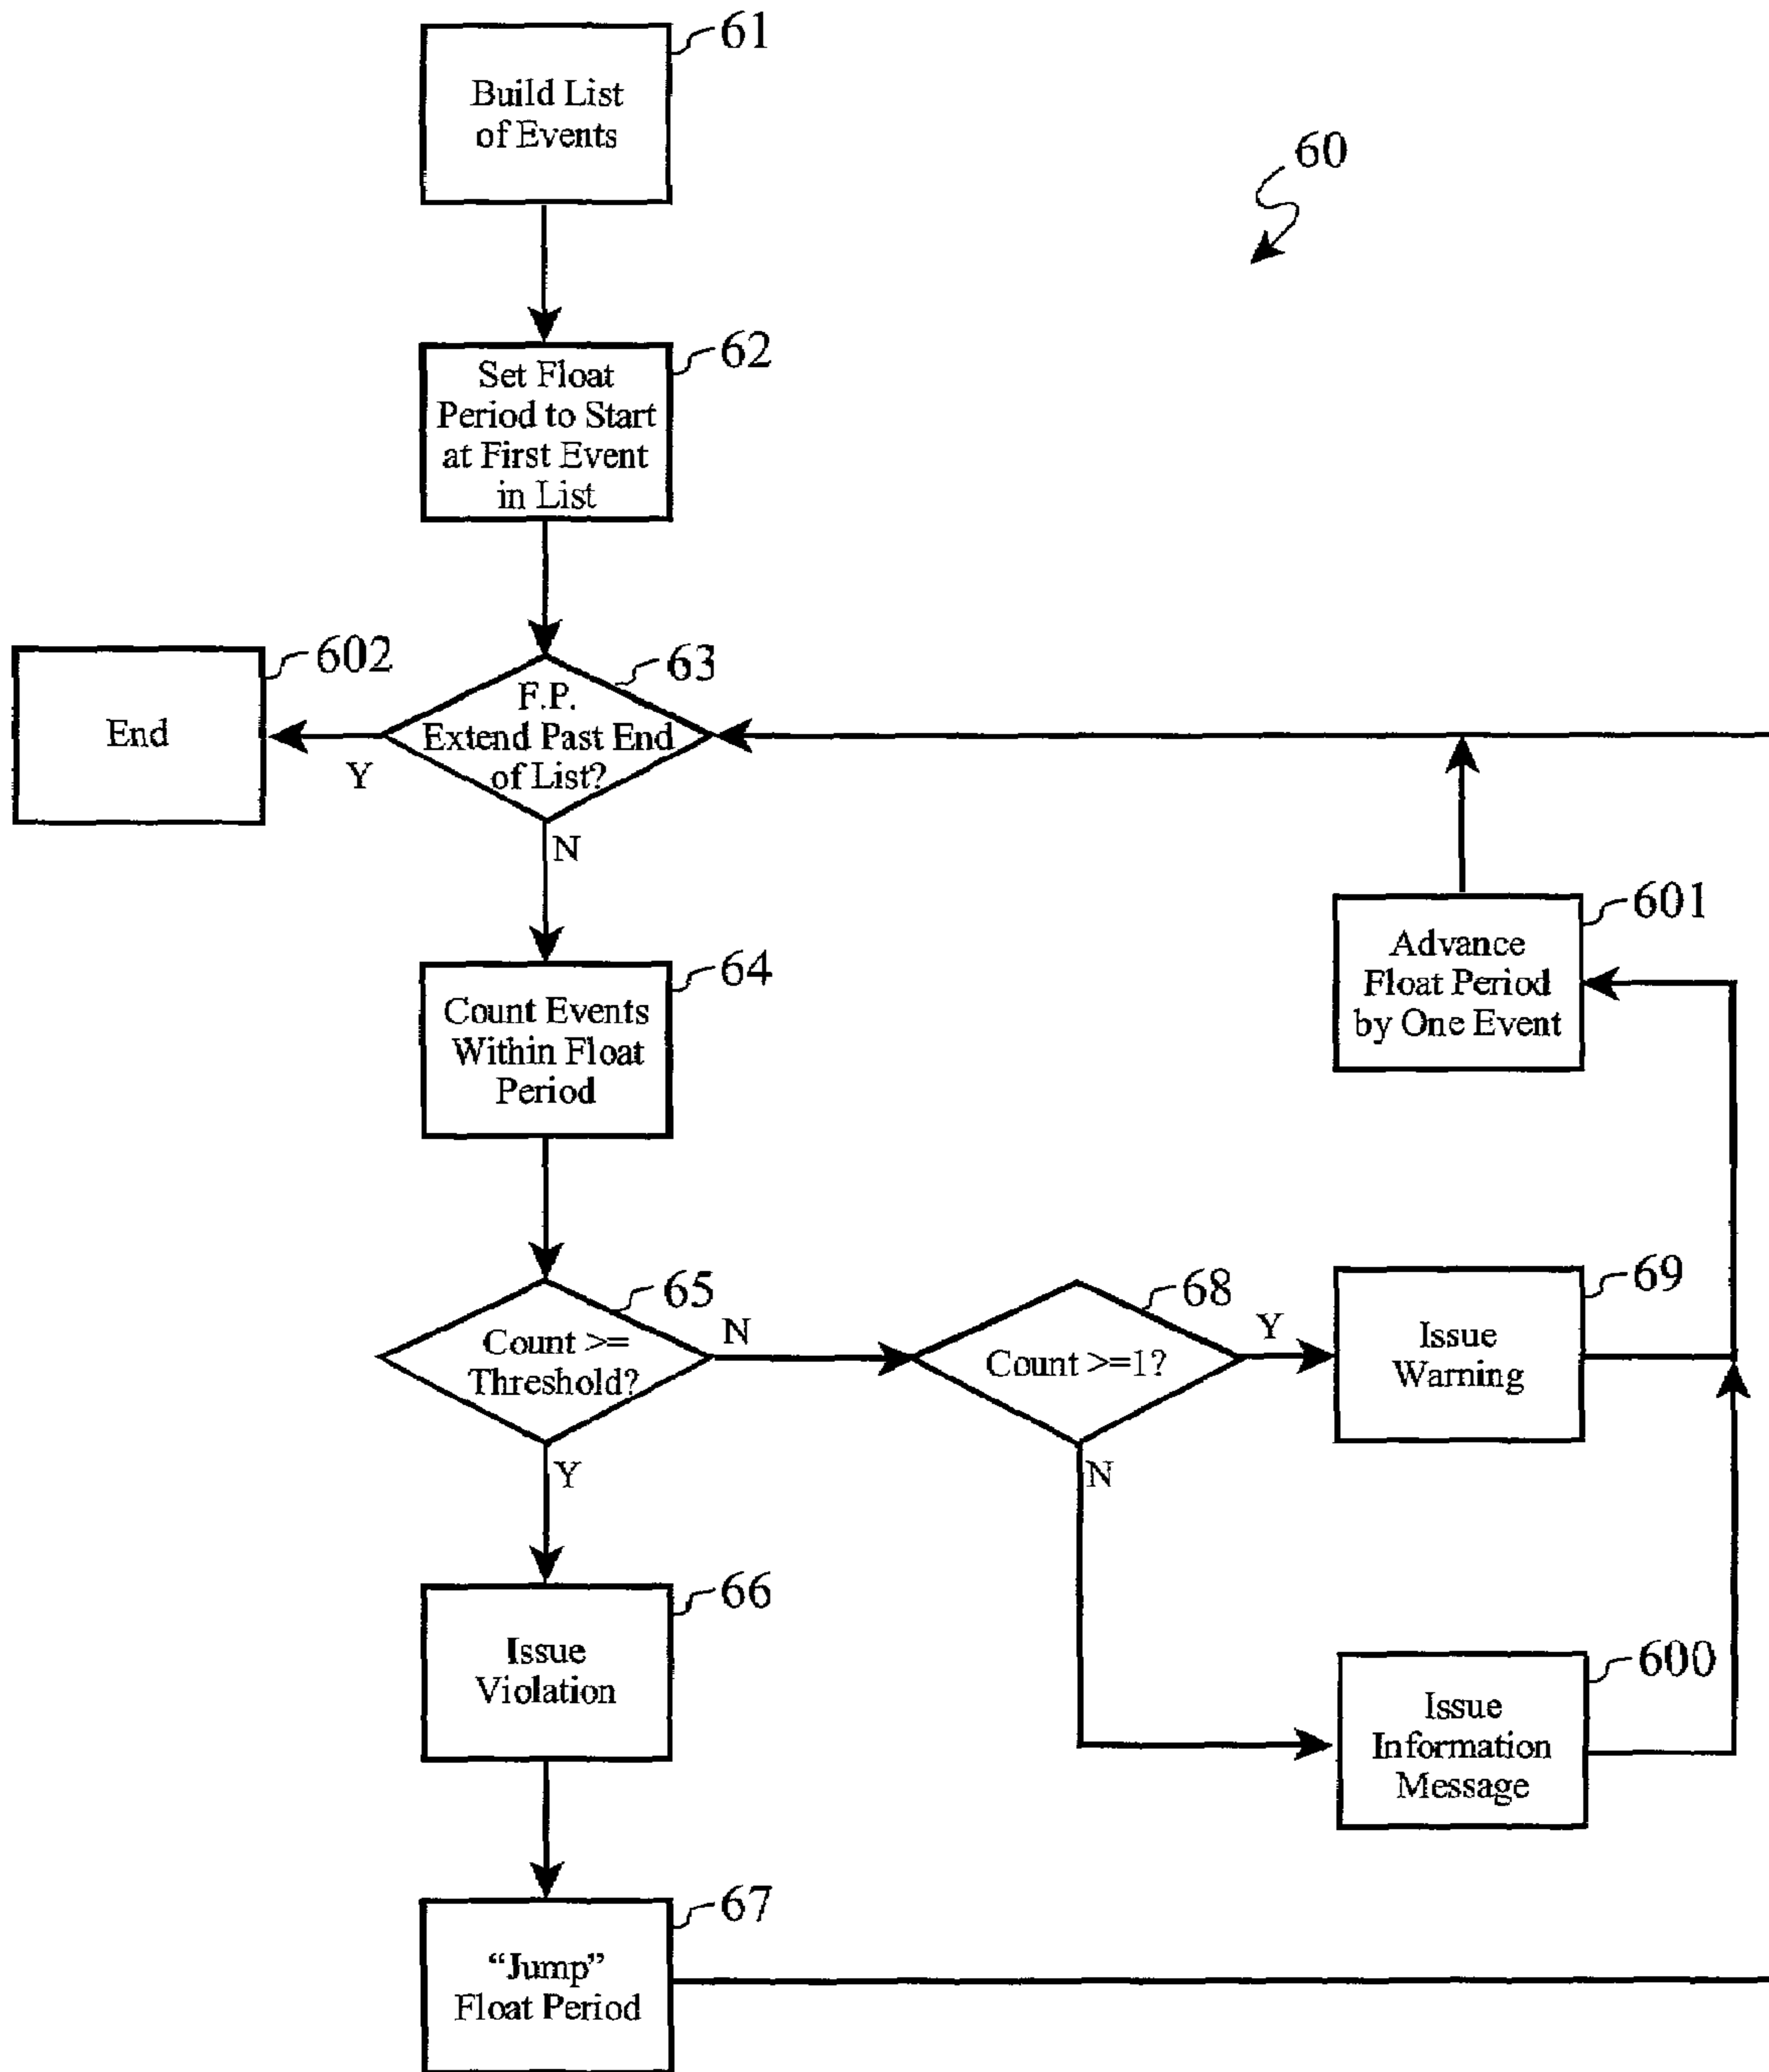 61
Build List
of Events
60
62
Set Float
Period to Start
at First Event
in List
602
End
63
F.P.
Extend Past End
of List?
Y
N
601
Advance
Float Period
by One Event
64
Count Events
Within Float
Period
65
Count >=
Threshold?
N
Y
68
Count >=1?
Y
N
69
Issue
Warning
66
Issue
Violation
600
Issue
Information
Message
67
“Jump”
Float Period